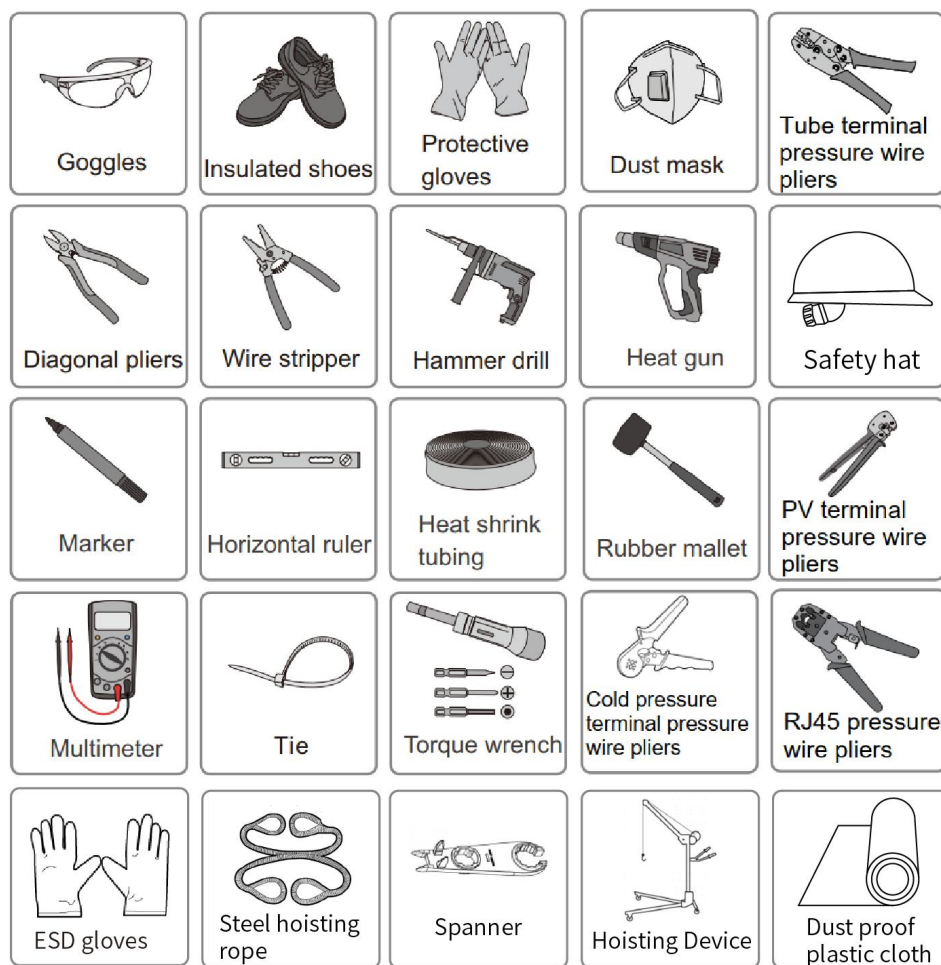 Goggles
Insulated shoes
Protective
gloves
Dust mask
Tube terminal
pressure wire
pliers
Diagonal pliers
Wire stripper
Hammer drill
Heat gun
Safety hat
Marker
Horizontal ruler
Heat shrink
tubing
Rubber mallet
PV terminal
pressure wire
pliers
Multimeter
Tie
Torque wrench
Cold pressure
terminal pressure
wire pliers
RJ45 pressure
wire pliers
ESD gloves
Steel hoisting
rope
Spanner
Hoisting Device
Dust proof
plastic cloth